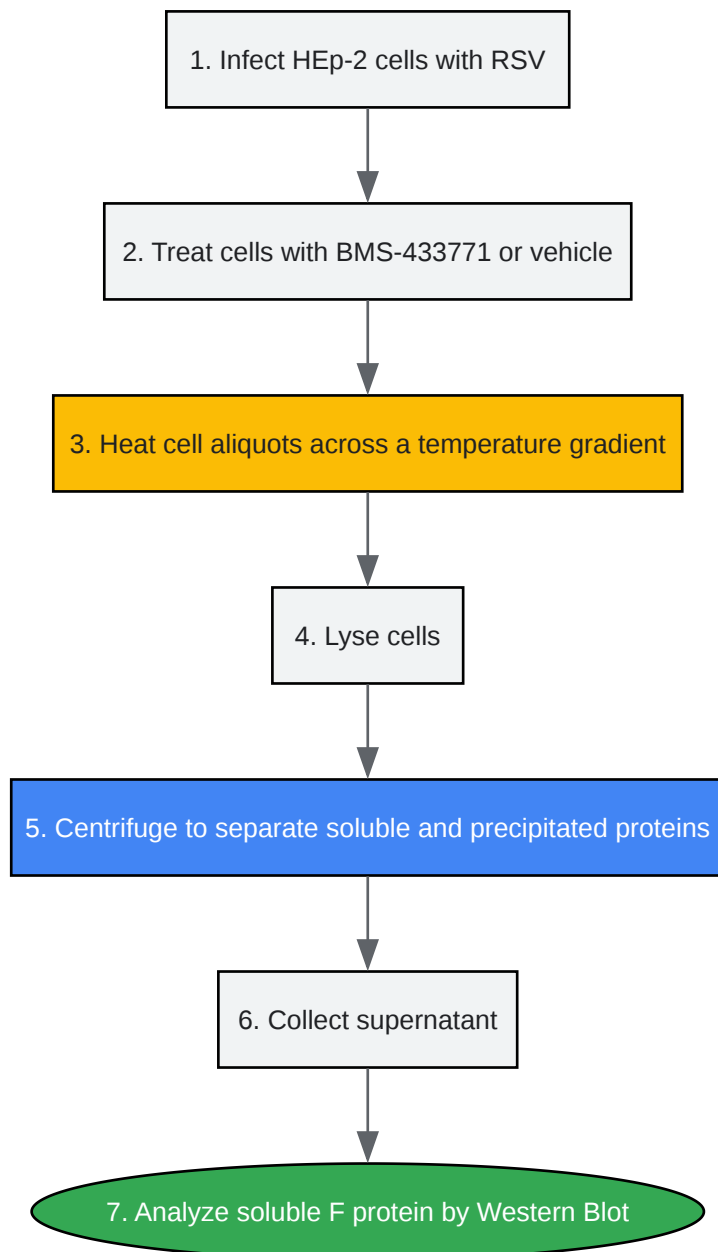 1. Infect HEp-2 cells with RSV
2. Treat cells with BMS-433771 or vehicle
3. Heat cell aliquots across a temperature gradient
4. Lyse cells
5. Centrifuge to separate soluble and precipitated proteins
6. Collect supernatant
7. Analyze soluble F protein by Western Blot